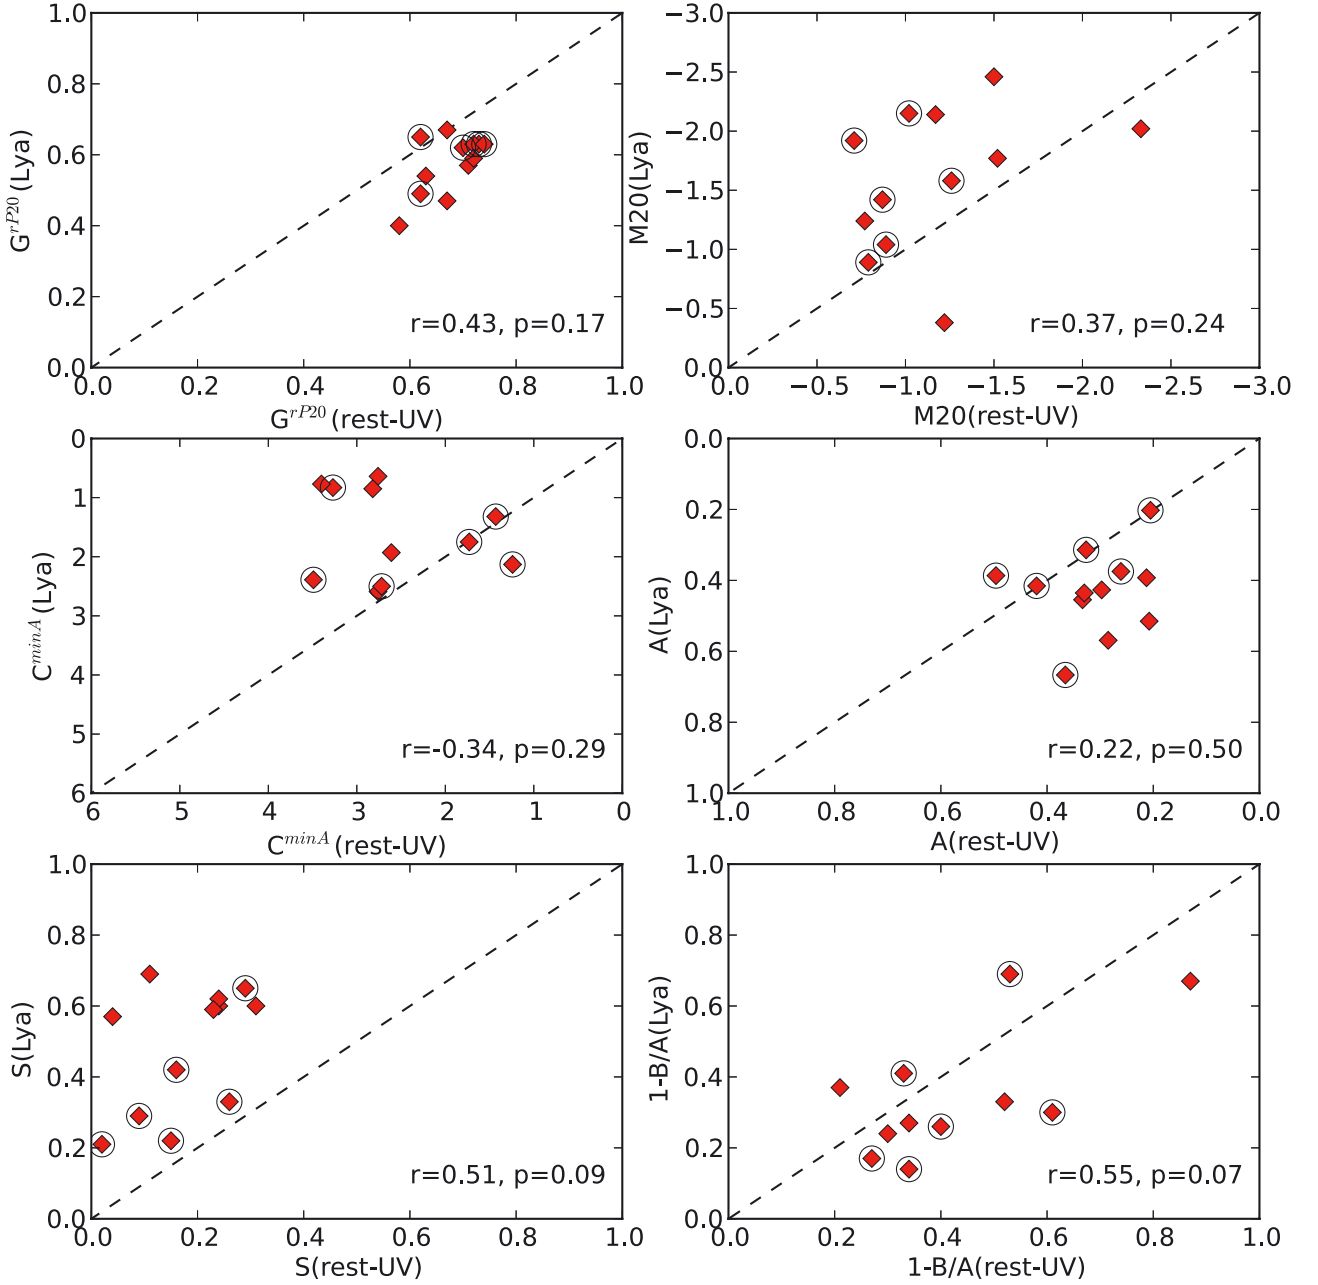 1.0
0.8
0.6
0.4
0.2
0.0
G^rP20 (Lya)
r=0.43, p=0.17
0.0 0.2 0.4 0.6 0.8 1.0
G^rP20 (rest-UV)
−3.0
−2.5
−2.0
−1.5
−1.0
−0.5
0.0
M20(Lya)
r=0.37, p=0.24
0.0 −0.5 −1.0 −1.5 −2.0 −2.5 −3.0
M20(rest-UV)
0
1
2
3
4
5
6
C^minA (Lya)
r=-0.34, p=0.29
6 5 4 3 2 1 0
C^minA (rest-UV)
0.0
0.2
0.4
0.6
0.8
1.0
A(Lya)
r=0.22, p=0.50
1.0 0.8 0.6 0.4 0.2 0.0
A(rest-UV)
1.0
0.8
0.6
0.4
0.2
0.0
S(Lya)
r=0.51, p=0.09
0.0 0.2 0.4 0.6 0.8 1.0
S(rest-UV)
1.0
0.8
0.6
0.4
0.2
0.0
1-B/A(Lya)
r=0.55, p=0.07
0.0 0.2 0.4 0.6 0.8 1.0
1-B/A(rest-UV)